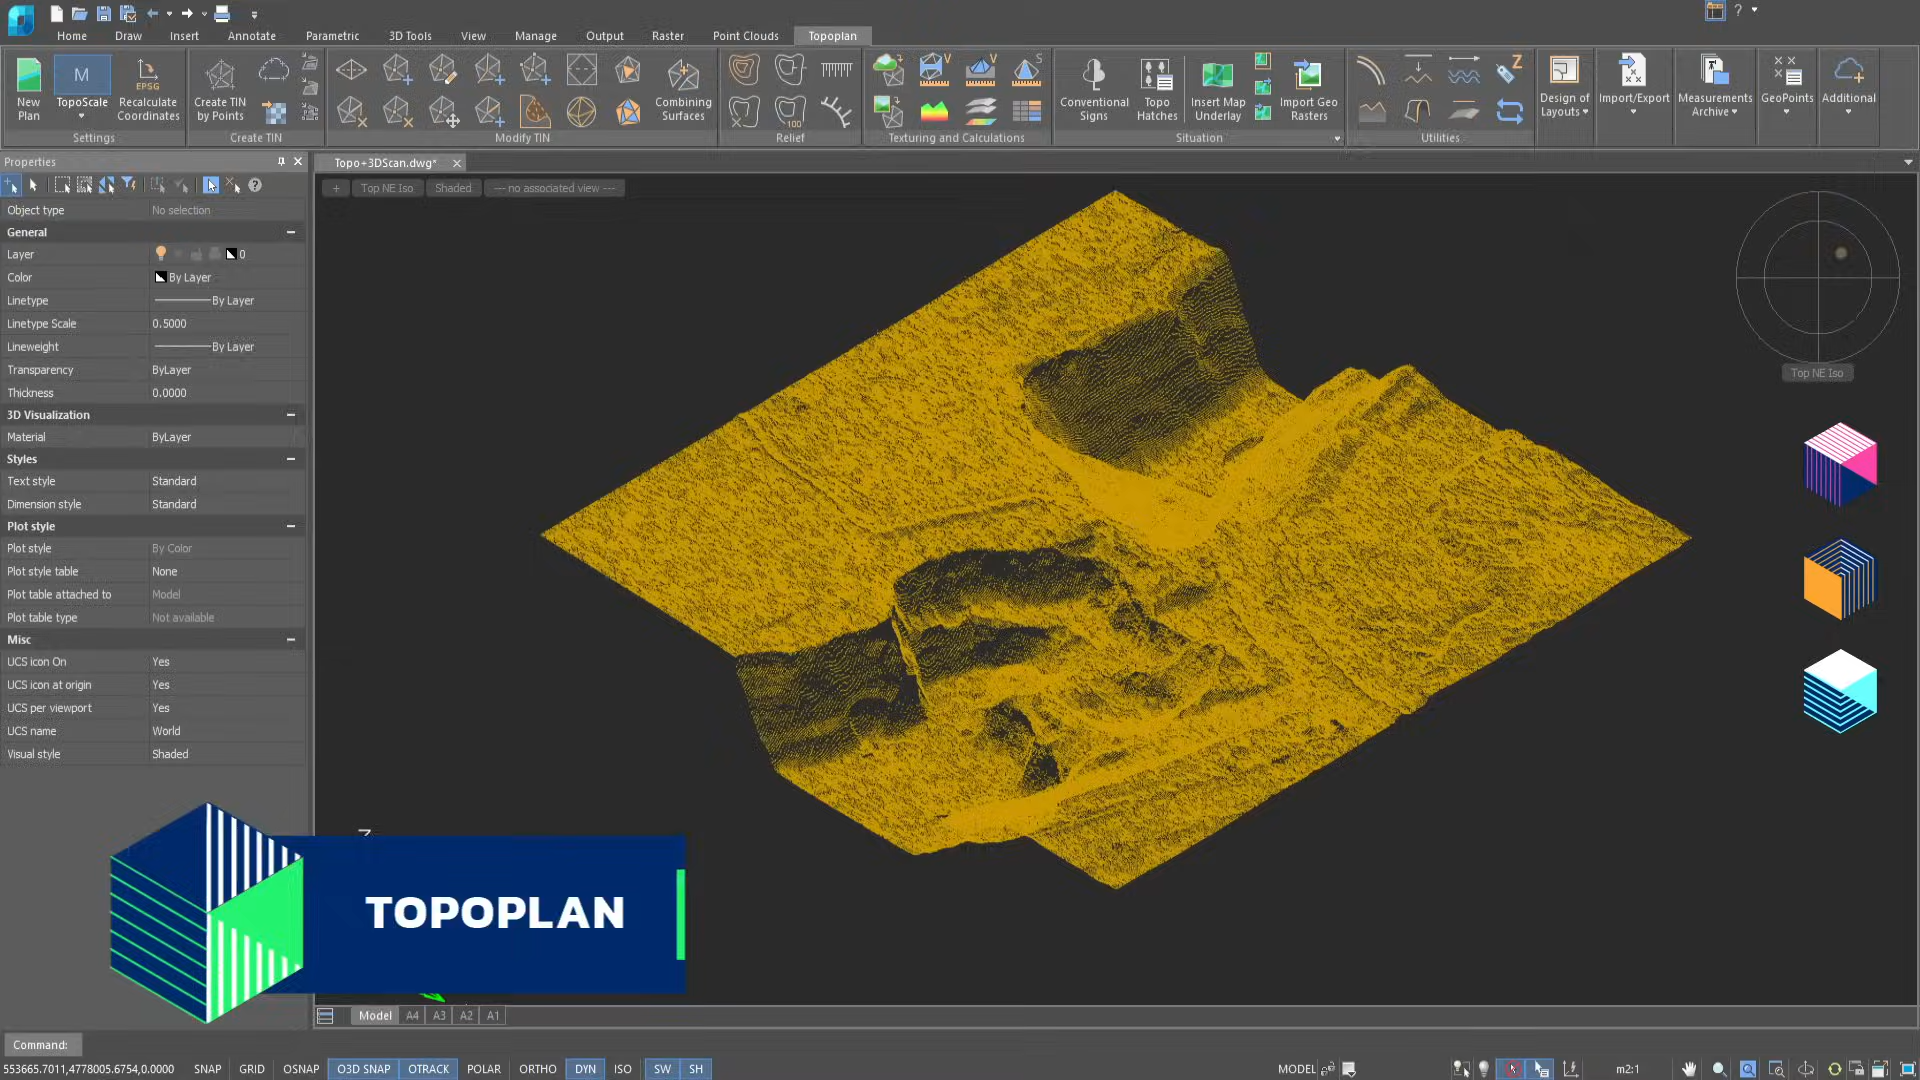 ?
Home Draw Insert Annotate Parametric 3D Tools View Manage Output Raster Point Clouds Topoplan
New Plan
M TopoScale
EPSG Recalculate Coordinates
Settings
Create TIN by Points
Create TIN
Combining Surfaces
Modify TIN
100
Relief
V V S
Texturing and Calculations
Conventional Signs
Topo Hatches
Insert Map Underlay
Import Geo Rasters
Situation
Z
Utilities
Design of Layouts
Import/Export
Measurements Archive
GeoPoints
Additional
Properties
Topo+3DScan.dwg*
+ Top NE Iso Shaded --- no associated view ---
Object type No selection
General
Layer 0
Color By Layer
Linetype By Layer
Linetype Scale 0.5000
Lineweight By Layer
Transparency ByLayer
Thickness 0.0000
3D Visualization
Material ByLayer
Styles
Text style Standard
Dimension style Standard
Plot style
Plot style By Color
Plot style table None
Plot table attached to Model
Plot table type Not available
Misc
UCS icon On Yes
UCS icon at origin Yes
UCS per viewport Yes
UCS name World
Visual style Shaded
Top NE Iso
TOPOPLAN
Model A4 A3 A2 A1
Command:
553665.7011,4778005.6754,0.0000 SNAP GRID OSNAP O3D SNAP OTRACK POLAR ORTHO DYN ISO SW SH MODEL m2:1